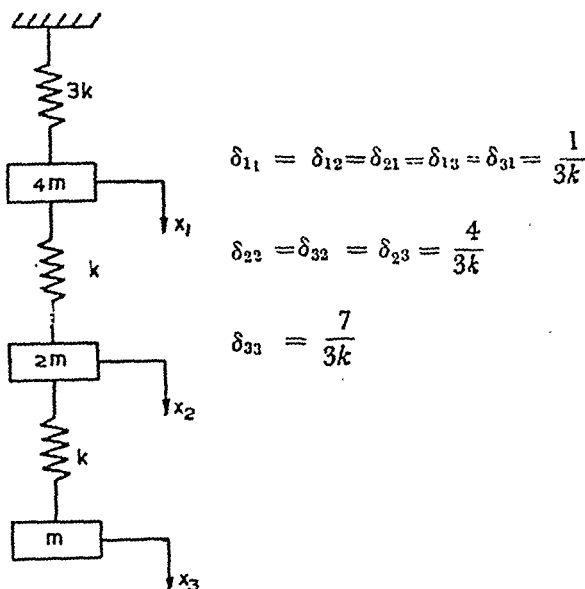 3k
4m
x₁
k
2m
x₂
k
m
x₃
δ₁₁ = δ₁₂=δ₂₁=δ₁₃=δ₃₁= 1/3k
δ₂₂ =δ₃₂ = δ₂₃ = 4/3k
δ₃₃ = 7/3k